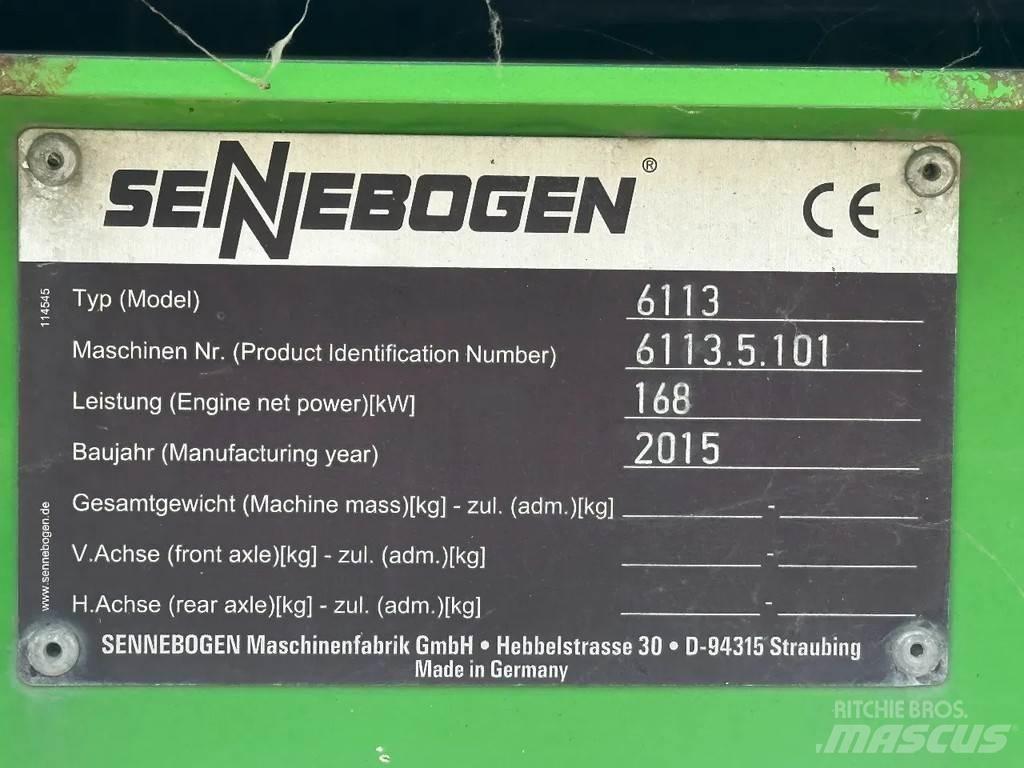 SENNEBOGEN®
CE
114545
Typ (Model) 6113
Maschinen Nr. (Product Identification Number) 6113.5.101
Leistung (Engine net power)[kW] 168
Baujahr (Manufacturing year) 2015
Gesamtgewicht (Machine mass)[kg] - zul. (adm.)[kg] -
V.Achse (front axle)[kg] - zul. (adm.)[kg] -
H.Achse (rear axle)[kg] - zul. (adm.)[kg] -
www.sennebogen.de
SENNEBOGEN Maschinenfabrik GmbH • Hebbelstrasse 30 • D-94315 Straubing
Made in Germany
RITCHIE BROS.
MASCUS